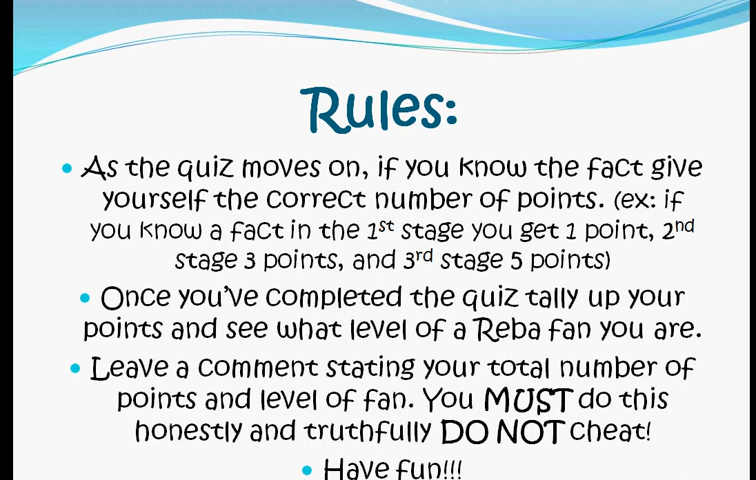 Rules:
• As the quiz moves on, if you know the fact give
yourself the correct number of points. (ex: if
you know a fact in the 1st stage you get 1 point, 2nd
stage 3 points, and 3rd stage 5 points)
• Once you've completed the quiz tally up your
points and see what level of a Reba fan you are.
• Leave a comment stating your total number of
points and level of fan. You MUST do this
honestly and truthfully DO NOT cheat!
• Have fun!!!